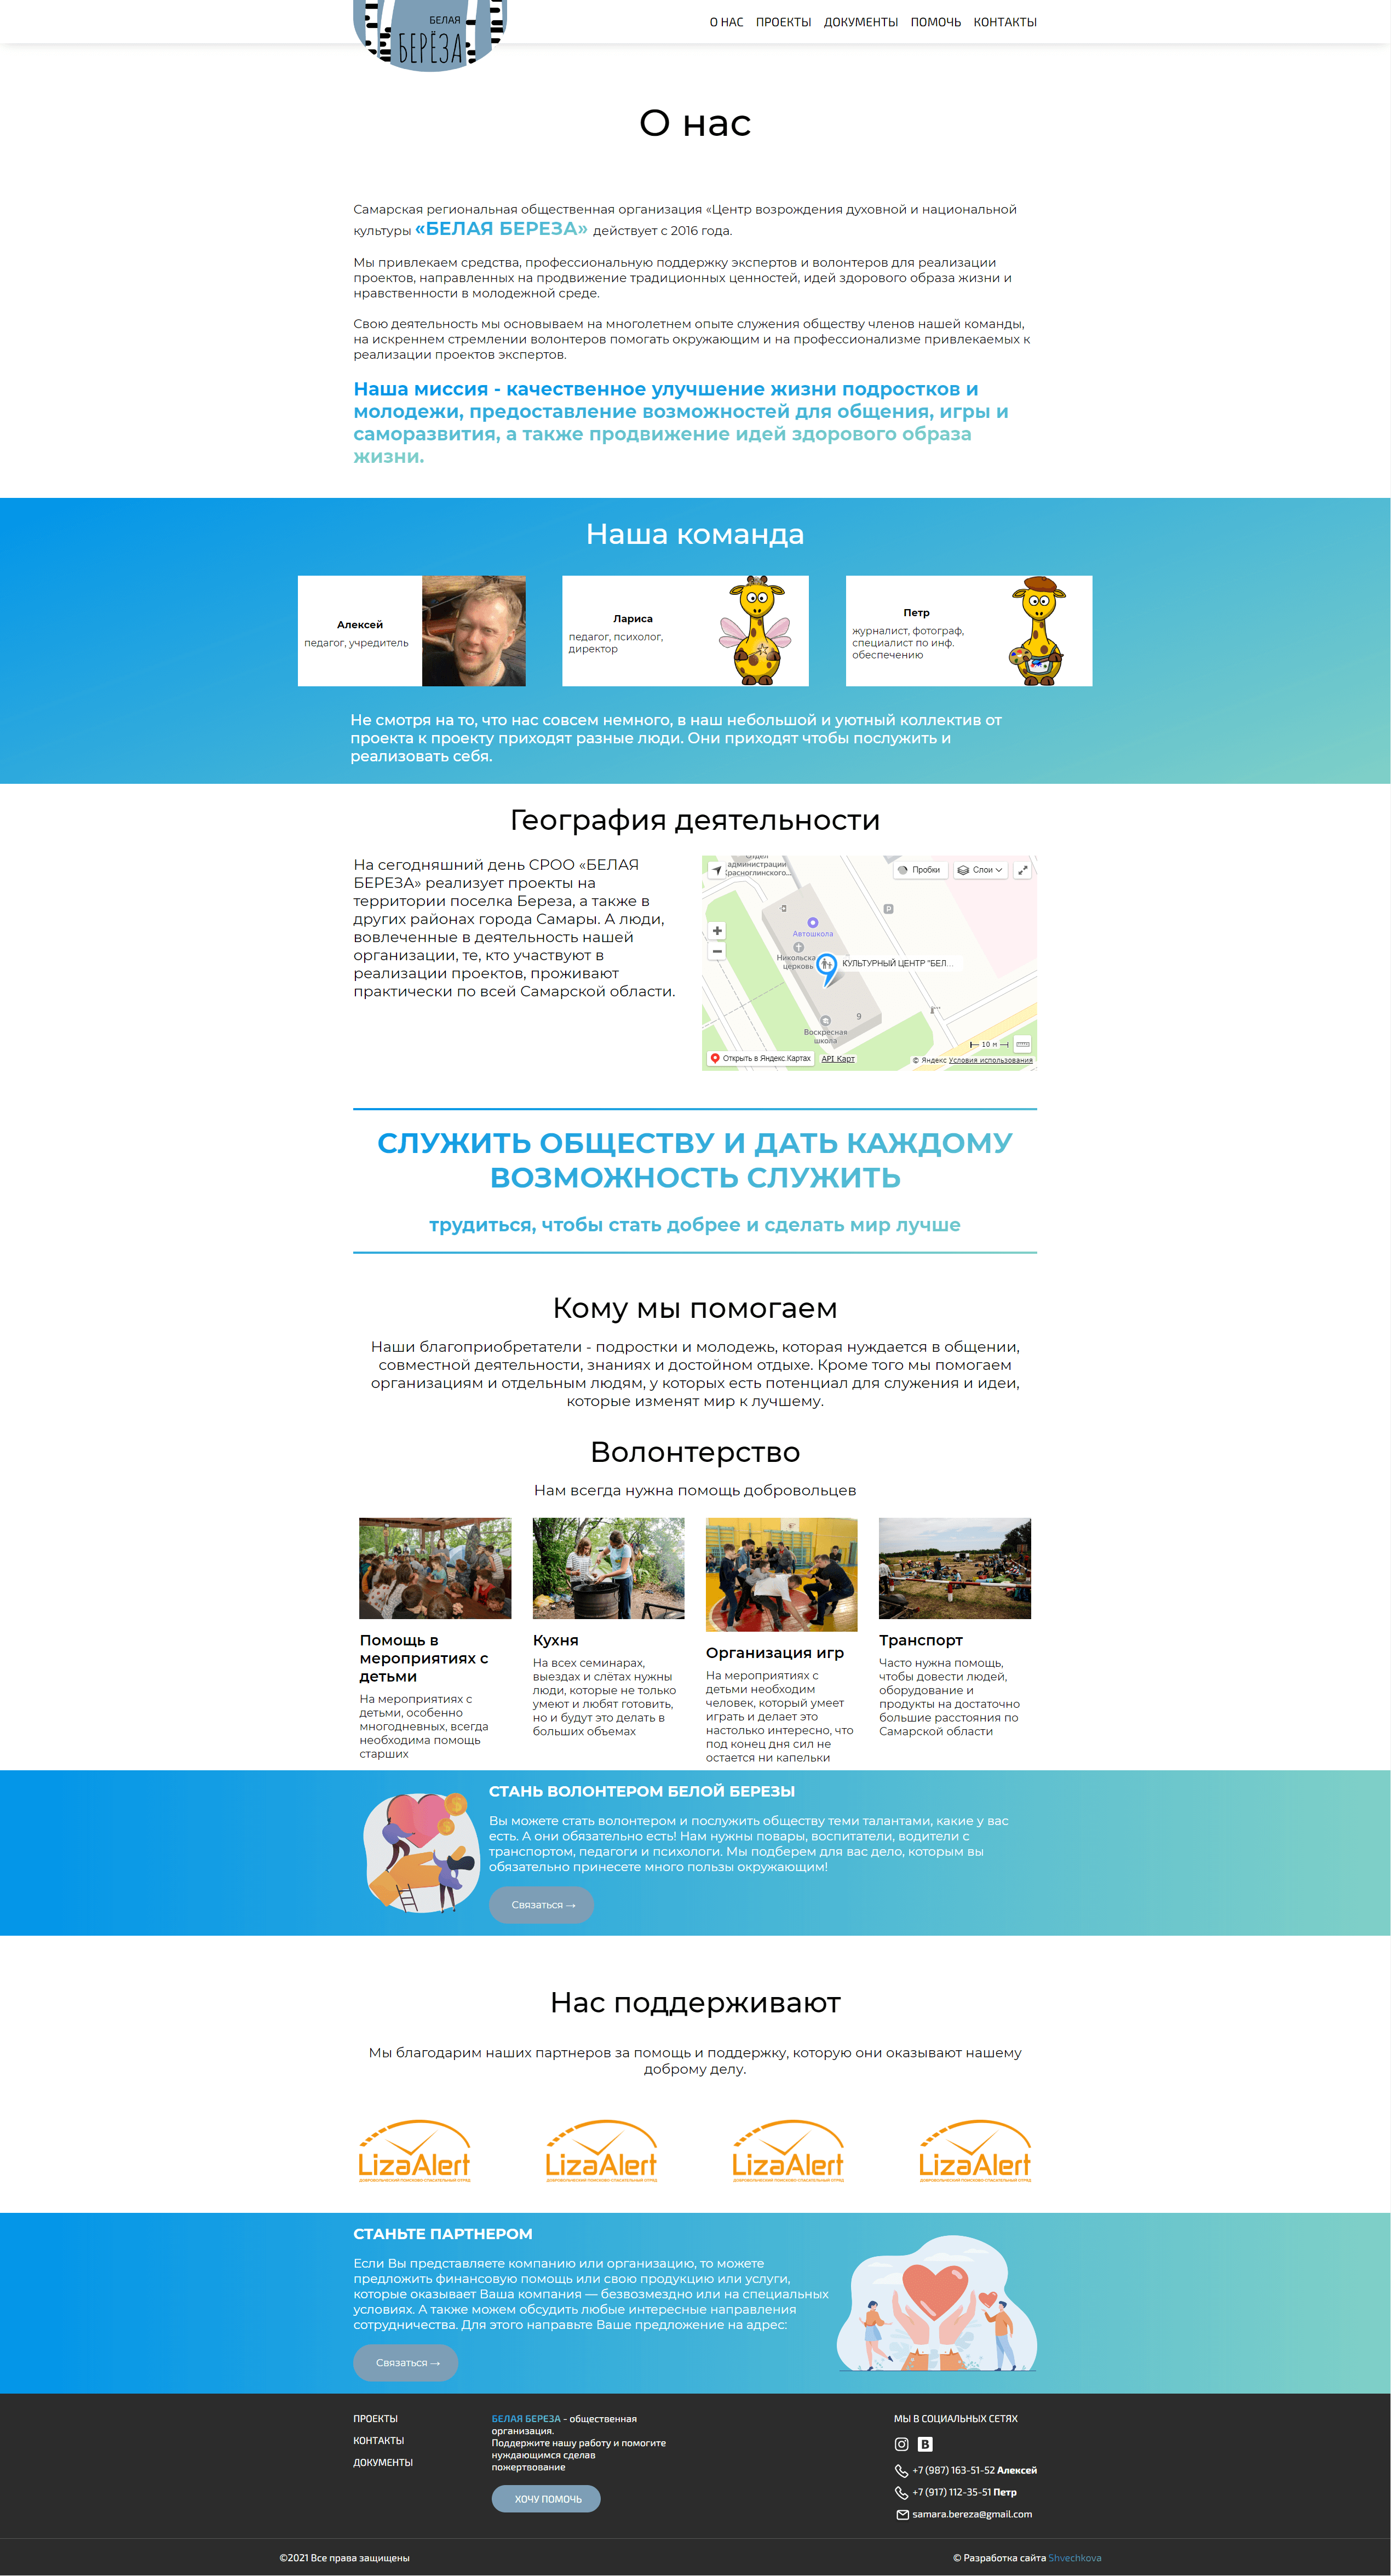 БЕЛАЯ
БЕРЁЗА
О НАС ПРОЕКТЫ ДОКУМЕНТЫ ПОМОЧЬ КОНТАКТЫ
О нас
Самарская региональная общественная организация «Центр возрождения духовной и национальной
культуры «БЕЛАЯ БЕРЕЗА» действует с 2016 года.
Мы привлекаем средства, профессиональную поддержку экспертов и волонтеров для реализации
проектов, направленных на продвижение традиционных ценностей, идей здорового образа жизни и
нравственности в молодежной среде.
Свою деятельность мы основываем на многолетнем опыте служения обществу членов нашей команды,
на искреннем стремлении волонтеров помогать окружающим и на профессионализме привлекаемых к
реализации проектов экспертов.
Наша миссия - качественное улучшение жизни подростков и
молодежи, предоставление возможностей для общения, игры и
саморазвития, а также продвижение идей здорового образа
жизни.
Наша команда
Алексей
педагог, учредитель
Лариса
педагог, психолог,
директор
Петр
журналист, фотограф,
специалист по инф.
обеспечению
Не смотря на то, что нас совсем немного, в наш небольшой и уютный коллектив от
проекта к проекту приходят разные люди. Они приходят чтобы послужить и
реализовать себя.
География деятельности
На сегодняшний день СРОО «БЕЛАЯ
БЕРЕЗА» реализует проекты на
территории поселка Береза, а также в
других районах города Самары. А люди,
вовлеченные в деятельность нашей
организации, те, кто участвуют в
реализации проектов, проживают
практически по всей Самарской области.
Отдел
администрации
Красноглинского...
Пробки
Слои
P
Автошкола
Никольская
церковь
КУЛЬТУРНЫЙ ЦЕНТР "БЕЛ...
9
Воскресная
школа
10 м
Открыть в Яндекс.Картах
API Карт
© Яндекс Условия использования
СЛУЖИТЬ ОБЩЕСТВУ И ДАТЬ КАЖДОМУ
ВОЗМОЖНОСТЬ СЛУЖИТЬ
трудиться, чтобы стать добрее и сделать мир лучше
Кому мы помогаем
Наши благоприобретатели - подростки и молодежь, которая нуждается в общении,
совместной деятельности, знаниях и достойном отдыхе. Кроме того мы помогаем
организациям и отдельным людям, у которых есть потенциал для служения и идеи,
которые изменят мир к лучшему.
Волонтерство
Нам всегда нужна помощь добровольцев
Помощь в
мероприятиях с
детьми
На мероприятиях с
детьми, особенно
многодневных, всегда
необходима помощь
старших
Кухня
На всех семинарах,
выездах и слётах нужны
люди, которые не только
умеют и любят готовить,
но и будут это делать в
больших объемах
Организация игр
На мероприятиях с
детьми необходим
человек, который умеет
играть и делает это
настолько интересно, что
под конец дня сил не
остается ни капельки
Транспорт
Часто нужна помощь,
чтобы довести людей,
оборудование и
продукты на достаточно
большие расстояния по
Самарской области
СТАНЬ ВОЛОНТЕРОМ БЕЛОЙ БЕРЕЗЫ
Вы можете стать волонтером и послужить обществу теми талантами, какие у вас
есть. А они обязательно есть! Нам нужны повары, воспитатели, водители с
транспортом, педагоги и психологи. Мы подберем для вас дело, которым вы
обязательно принесете много пользы окружающим!
Связаться →
Нас поддерживают
Мы благодарим наших партнеров за помощь и поддержку, которую они оказывают нашему
доброму делу.
LizaAlert LizaAlert LizaAlert LizaAlert
ДОБРОВОЛЬЧЕСКИЙ ПОИСКОВО-СПАСАТЕЛЬНЫЙ ОТРЯД ДОБРОВОЛЬЧЕСКИЙ ПОИСКОВО-СПАСАТЕЛЬНЫЙ ОТРЯД ДОБРОВОЛЬЧЕСКИЙ ПОИСКОВО-СПАСАТЕЛЬНЫЙ ОТРЯД ДОБРОВОЛЬЧЕСКИЙ ПОИСКОВО-СПАСАТЕЛЬНЫЙ ОТРЯД
СТАНЬТЕ ПАРТНЕРОМ
Если Вы представляете компанию или организацию, то можете
предложить финансовую помощь или свою продукцию или услуги,
которые оказывает Ваша компания — безвозмездно или на специальных
условиях. А также можем обсудить любые интересные направления
сотрудничества. Для этого направьте Ваше предложение на адрес:
Связаться →
ПРОЕКТЫ
КОНТАКТЫ
ДОКУМЕНТЫ
БЕЛАЯ БЕРЕЗА - общественная
организация.
Поддержите нашу работу и помогите
нуждающимся сделав
пожертвование
ХОЧУ ПОМОЧЬ
МЫ В СОЦИАЛЬНЫХ СЕТЯХ
+7 (987) 163-51-52 Алексей
+7 (917) 112-35-51 Петр
samara.bereza@gmail.com
©2021 Все права защищены
© Разработка сайта Shvechkova